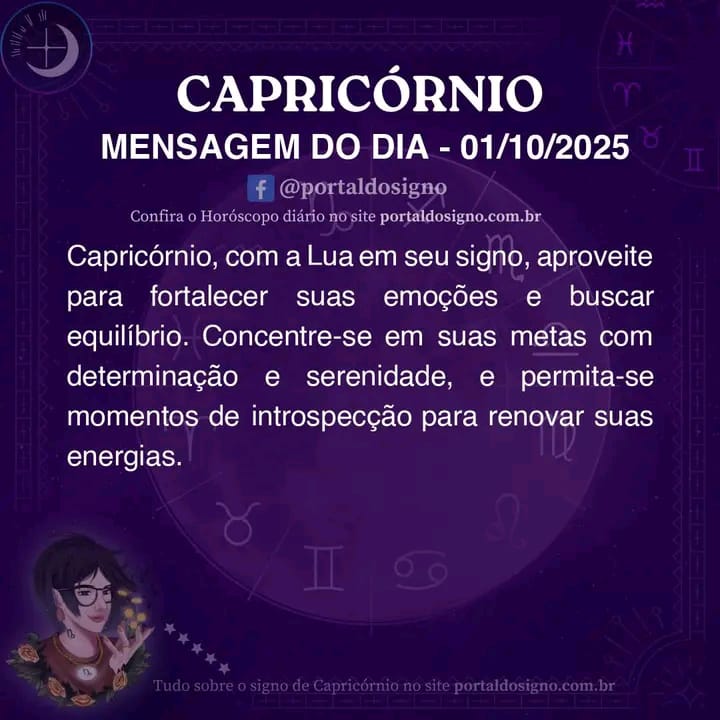 CAPRICÓRNIO
MENSAGEM DO DIA - 01/10/2025
@portaldosigno
Confira o Horóscopo diário no site portaldosigno.com.br
Capricórnio, com a Lua em seu signo, aproveite
para fortalecer suas emoções e buscar
equilíbrio. Concentre-se em suas metas com
determinação e serenidade, e permita-se
momentos de introspecção para renovar suas
energias.
Tudo sobre o signo de Capricórnio no site portaldosigno.com.br